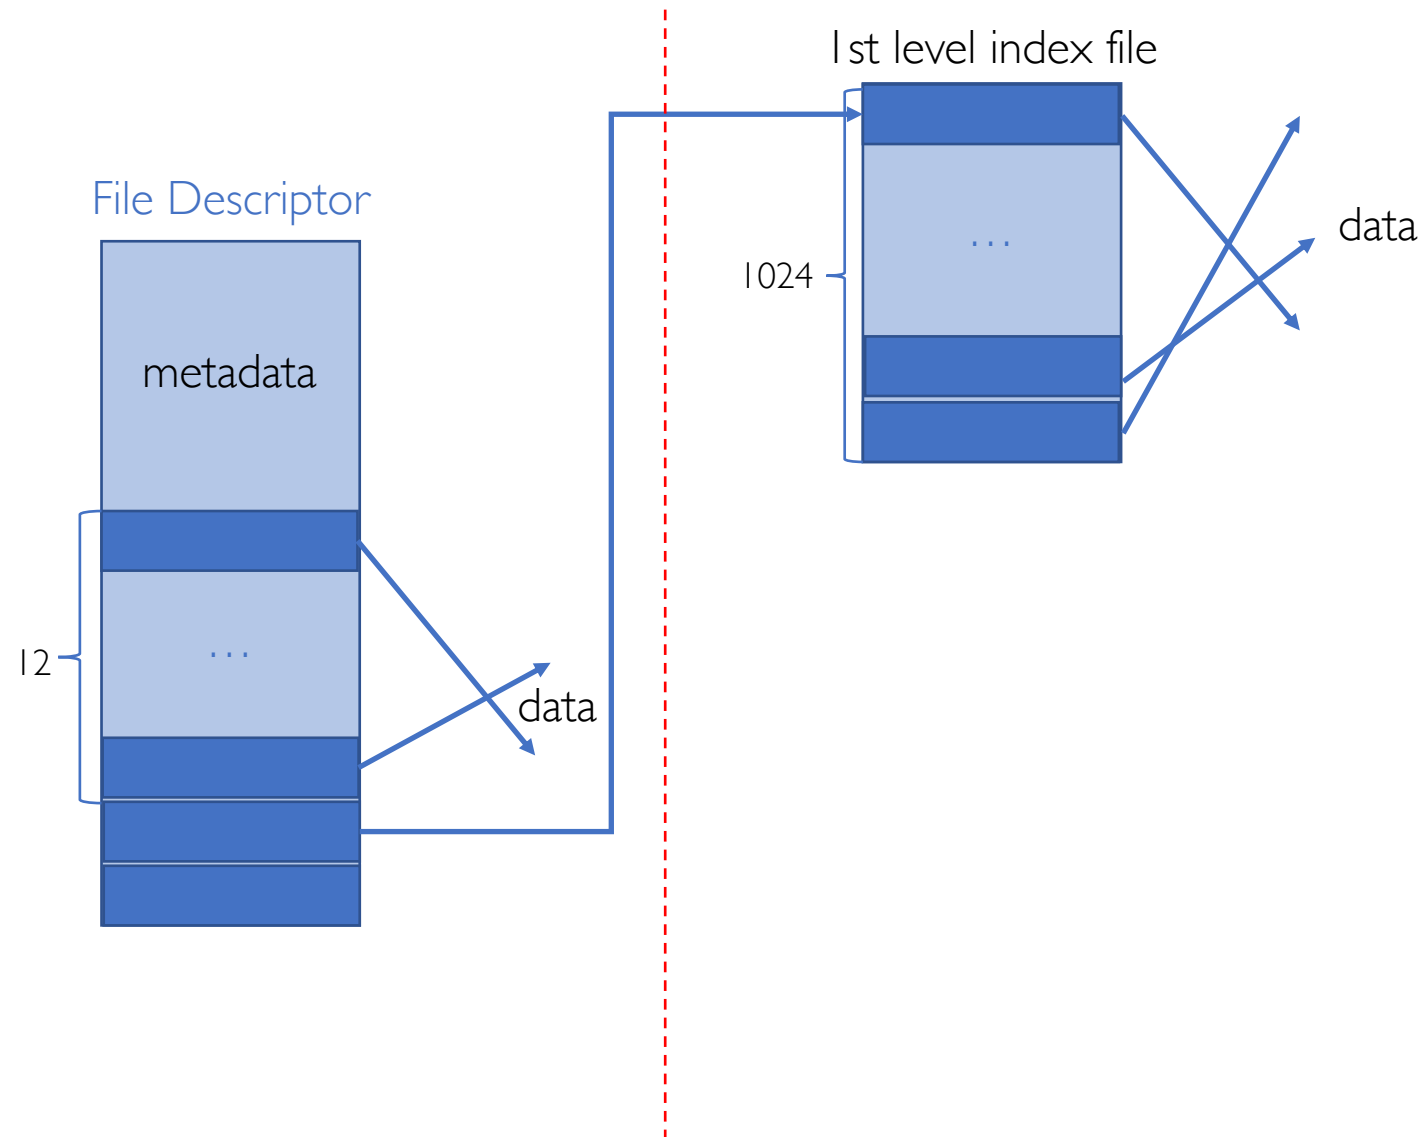 1st level index file
File Descriptor
data
...
1024
metadata
...
12
data